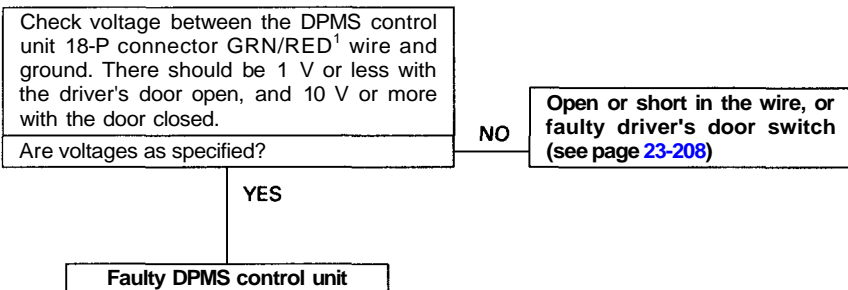 Check voltage between the DPMS control
unit 18-P connector GRN/RED¹ wire and
ground. There should be 1 V or less with
the driver's door open, and 10 V or more
with the door closed.
Are voltages as specified?
NO
Open or short in the wire, or
faulty driver's door switch
(see page 23-208)
YES
Faulty DPMS control unit